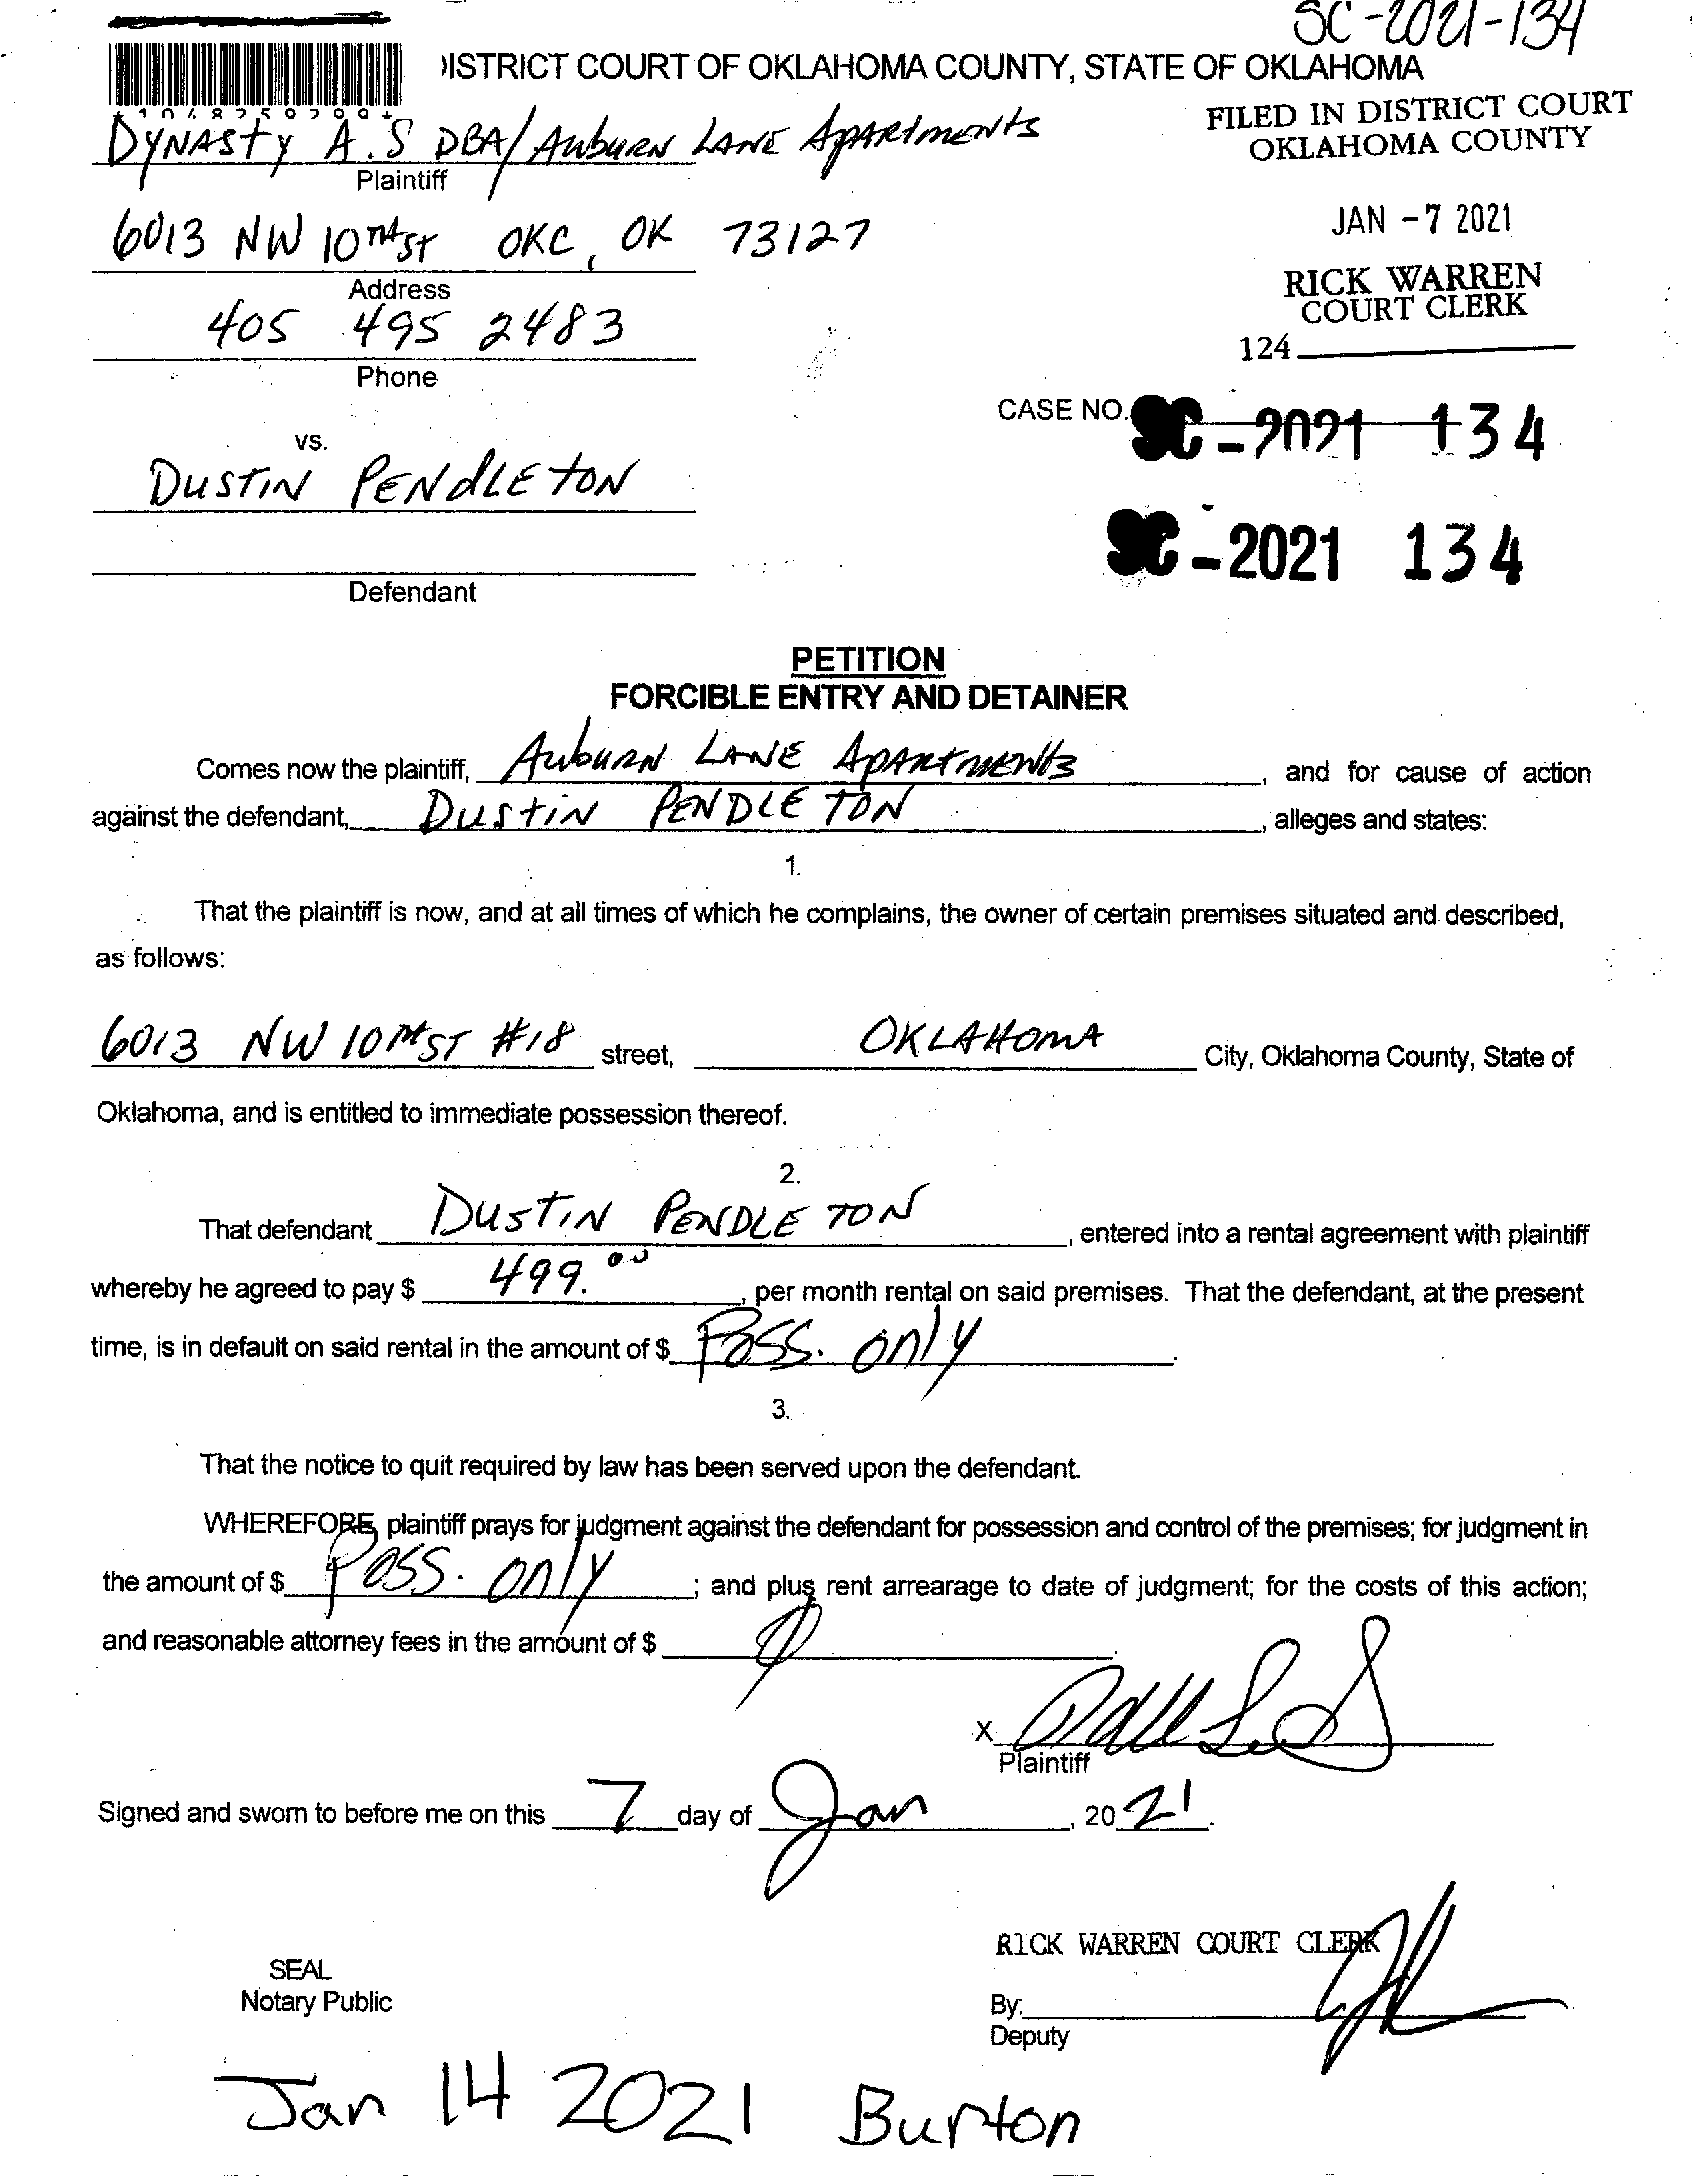 SC-2021-134
DISTRICT COURT OF OKLAHOMA COUNTY, STATE OF OKLAHOMA
FILED IN DISTRICT COURT
OKLAHOMA COUNTY
DYNASTY A.S DBA/ AUBURN LANE APARTMENTS
Plaintiff
JAN -7 2021
6013 NW 10TH ST OKC, OK 73127
Address
RICK WARREN
COURT CLERK
405 495 2483
Phone
124
CASE NO. SC-2021 134
vs.
DUSTIN PENDLETON
SC-2021 134
Defendant
PETITION
FORCIBLE ENTRY AND DETAINER
Comes now the plaintiff, AUBURN LANE APARTMENTS, and for cause of action
against the defendant, DUSTIN PENDLETON, alleges and states:
1.
That the plaintiff is now, and at all times of which he complains, the owner of certain premises situated and described,
as follows:
6013 NW 10TH ST #18 street, OKLAHOMA City, Oklahoma County, State of
Oklahoma, and is entitled to immediate possession thereof.
2.
That defendant DUSTIN PENDLETON, entered into a rental agreement with plaintiff
whereby he agreed to pay $ 499.00, per month rental on said premises. That the defendant, at the present
time, is in default on said rental in the amount of $ Poss. only.
3.
That the notice to quit required by law has been served upon the defendant.
WHEREFORE, plaintiff prays for judgment against the defendant for possession and control of the premises; for judgment in
the amount of $ Poss. only; and plus rent arrearage to date of judgment; for the costs of this action;
and reasonable attorney fees in the amount of $ 0.
X
Plaintiff
Signed and sworn to before me on this 7 day of Jan, 2021.
RICK WARREN COURT CLERK
SEAL
Notary Public
By:
Deputy
Jan 14 2021 Burton